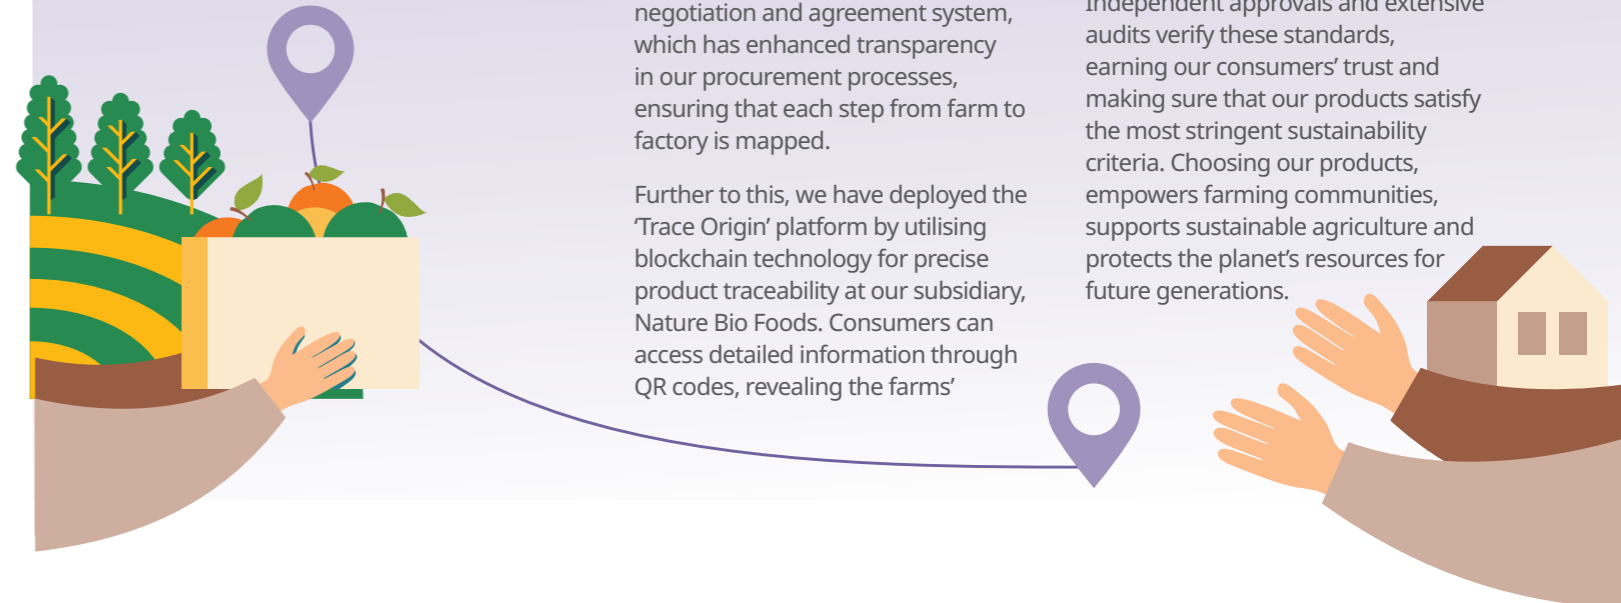 negotiation and agreement system,
which has enhanced transparency
in our procurement processes,
ensuring that each step from farm to
factory is mapped.
Further to this, we have deployed the
‘Trace Origin’ platform by utilising
blockchain technology for precise
product traceability at our subsidiary,
Nature Bio Foods. Consumers can
access detailed information through
QR codes, revealing the farms’
Independent approvals and extensive
audits verify these standards,
earning our consumers’ trust and
making sure that our products satisfy
the most stringent sustainability
criteria. Choosing our products,
empowers farming communities,
supports sustainable agriculture and
protects the planet’s resources for
future generations.